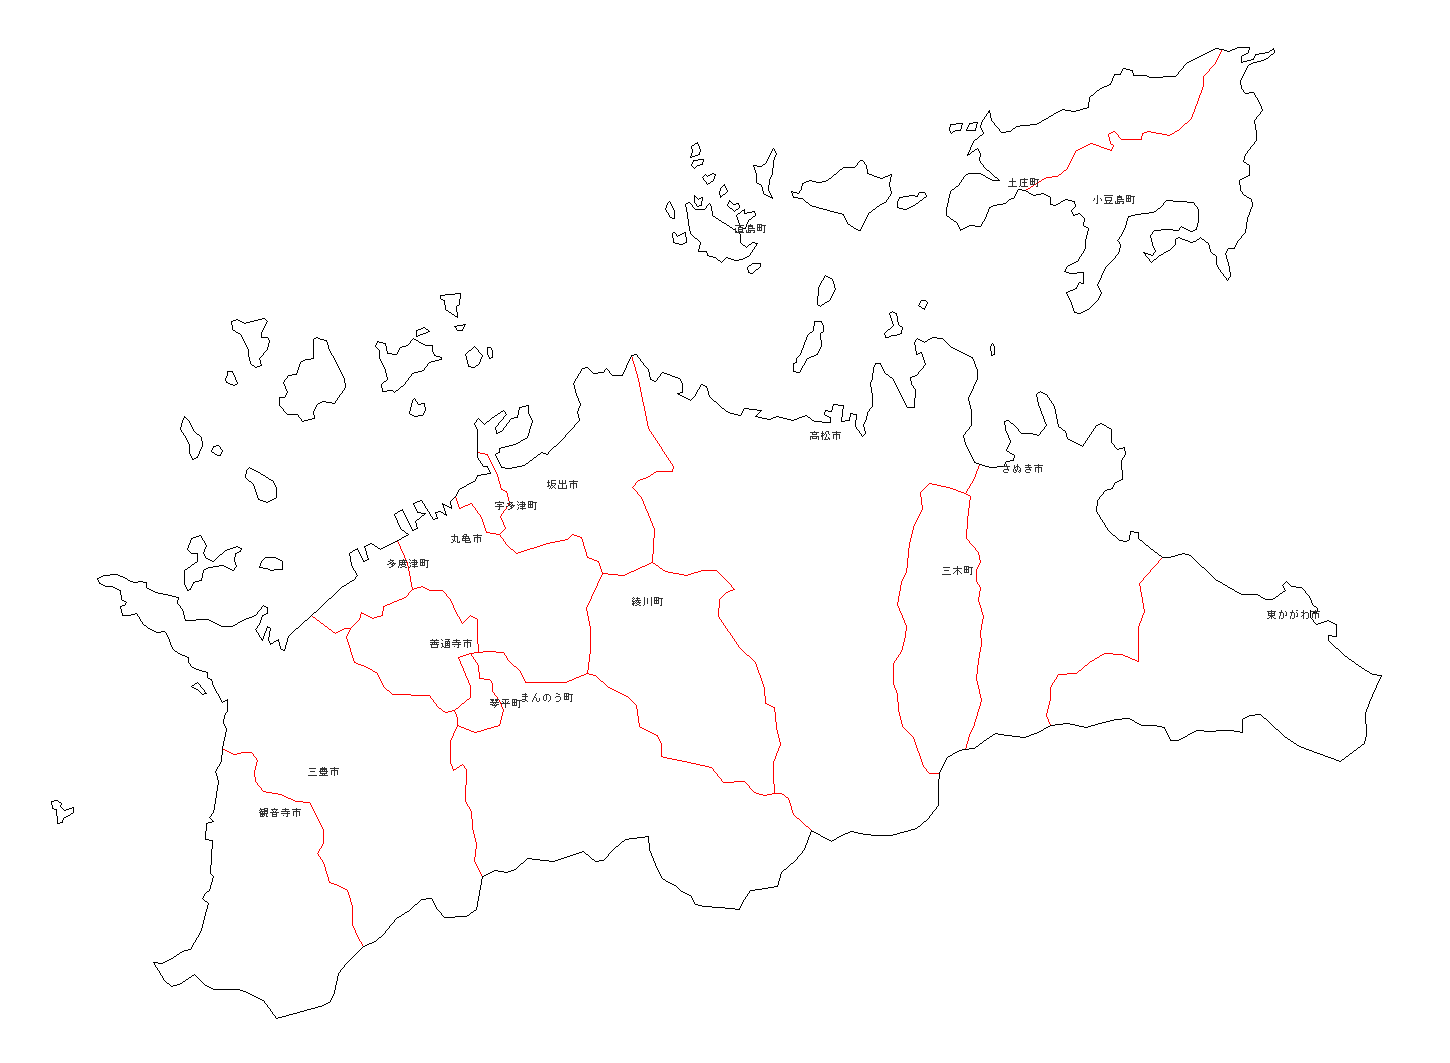 土庄町
小豆島町
直島町
高松市
さぬき市
坂出市
宇多津町
丸亀市
多度津町
三木町
綾川町
東かがわ市
善通寺市
まんのう町
琴平町
三豊市
観音寺市